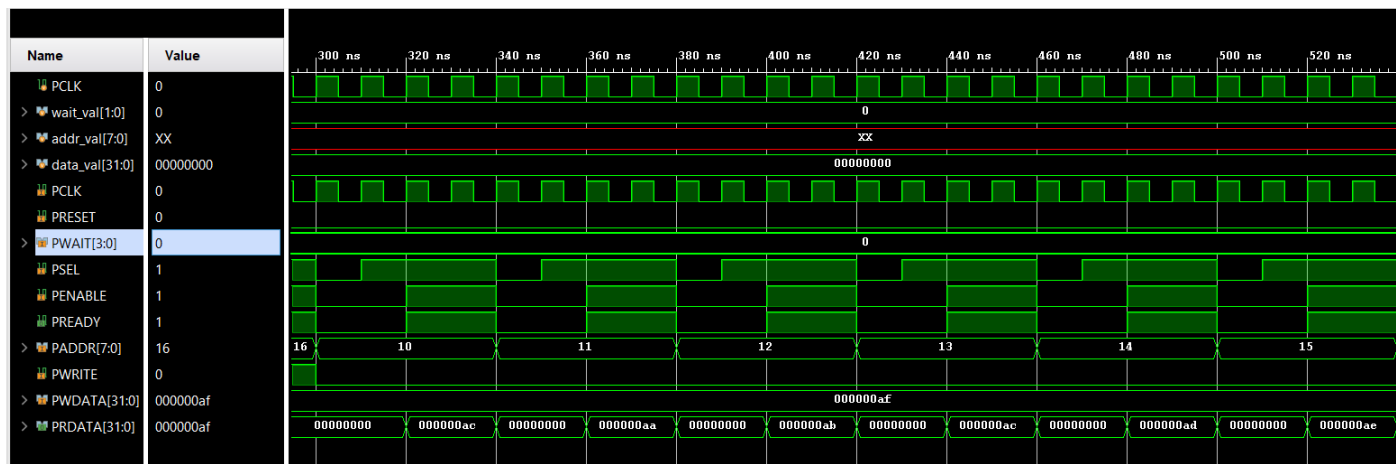 Name Value
300 ns 320 ns 340 ns 360 ns 380 ns 400 ns 420 ns 440 ns 460 ns 480 ns 500 ns 520 ns
PCLK 0
wait_val[1:0] 0 0
addr_val[7:0] XX XX
data_val[31:0] 00000000 00000000
PCLK 0
PRESET 0
PWAIT[3:0] 0 0
PSEL 1
PENABLE 1
PREADY 1
PADDR[7:0] 16 16 10 11 12 13 14 15
PWRITE 0
PWDATA[31:0] 000000af 000000af
PRDATA[31:0] 000000af 00000000 000000ac 00000000 000000aa 00000000 000000ab 00000000 000000ac 00000000 000000ad 00000000 000000ae